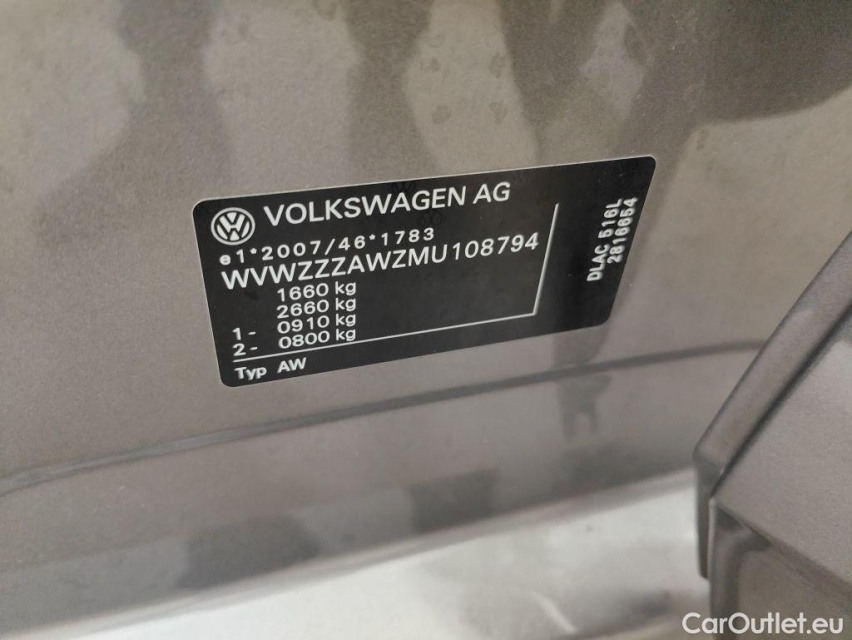 VOLKSWAGEN AG
e1*2007/46*1783
WVWZZZAWZMU108794
1660 kg
2660 kg
1- 0910 kg
2- 0800 kg
Typ AW
DLAC 516L
2816654
CarOutlet.eu